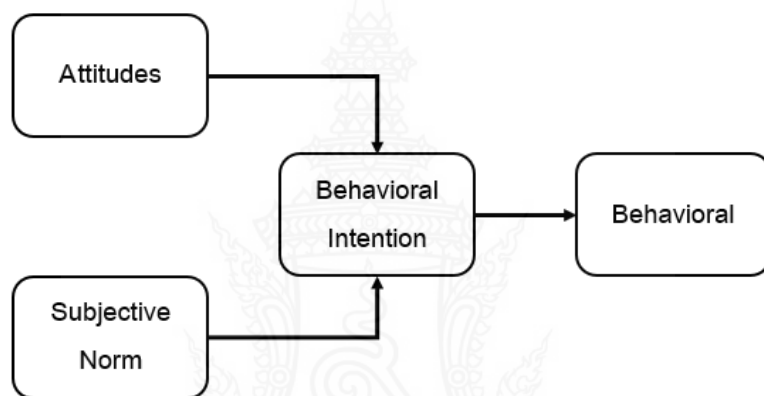 Attitudes
Behavioral
Intention
Behavioral
Subjective
Norm